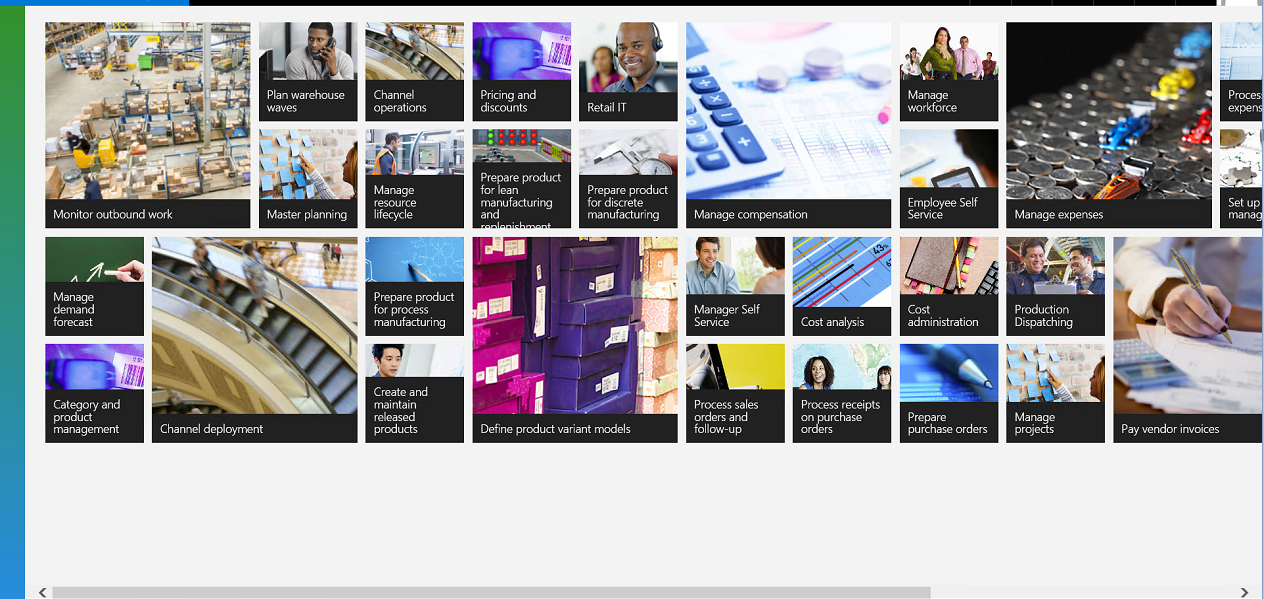 Monitor outbound work
Plan warehouse
waves
Channel
operations
Pricing and
discounts
Retail IT
Manage compensation
Manage
workforce
Manage expenses
Proces
expens
Master planning
Manage
resource
lifecycle
Prepare product
for lean
manufacturing
and
replenishment
Prepare product
for discrete
manufacturing
Employee Self
Service
Set up
manag
Manage
demand
forecast
Channel deployment
Prepare product
for process
manufacturing
Define product variant models
Manager Self
Service
Cost analysis
Cost
administration
Production
Dispatching
Pay vendor invoices
Category and
product
management
Create and
maintain
released
products
Process sales
orders and
follow-up
Process receipts
on purchase
orders
Prepare
purchase orders
Manage
projects